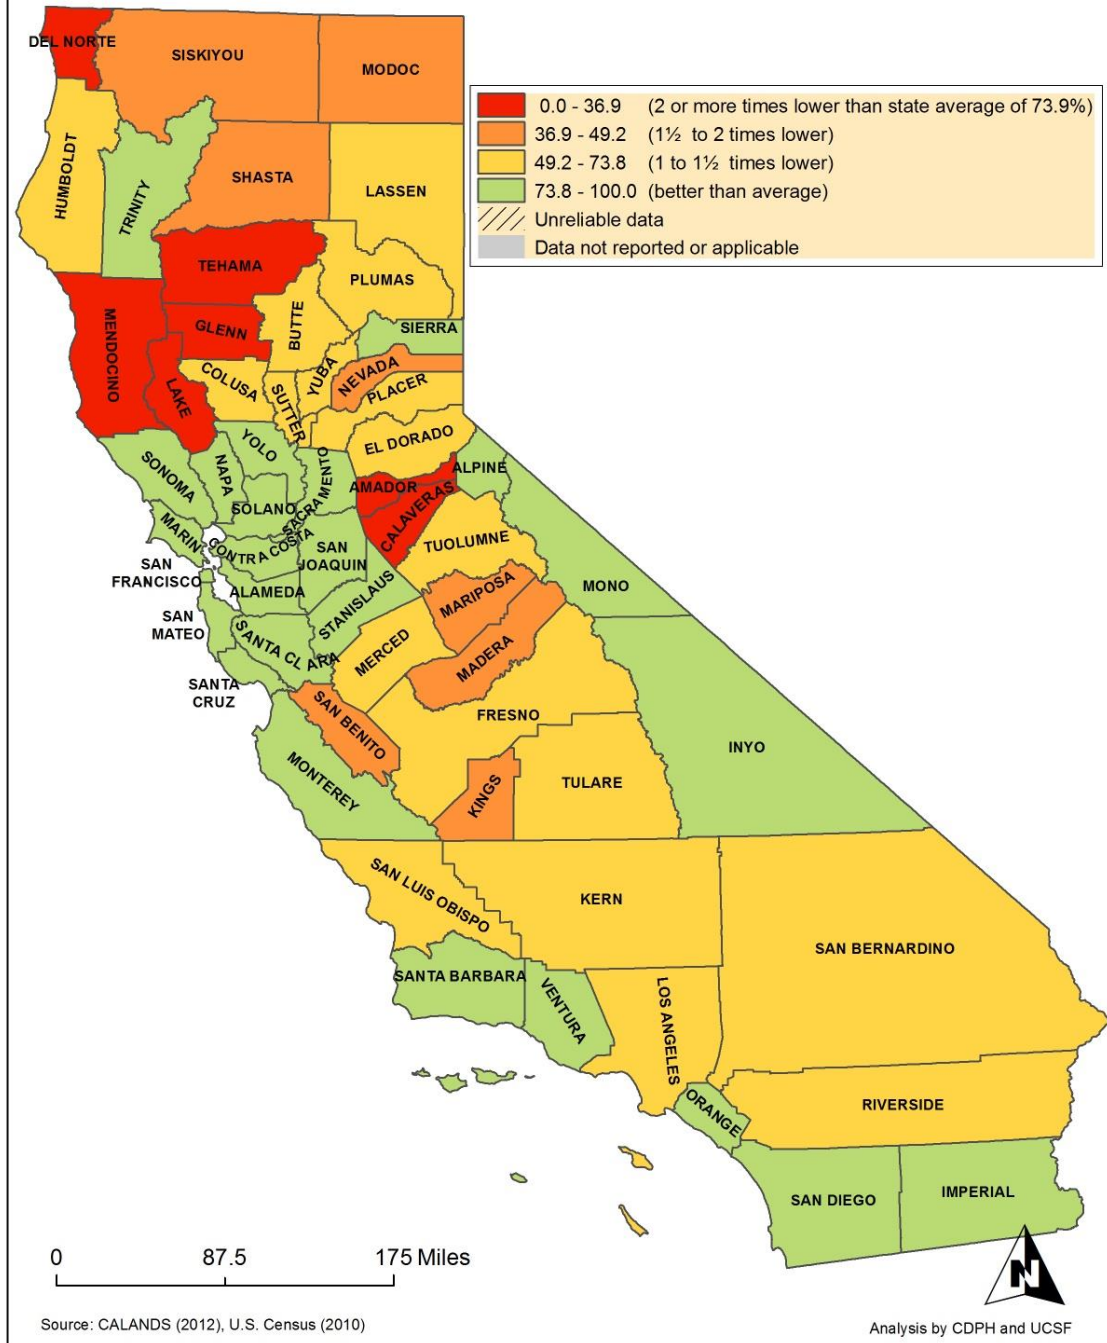 DEL NORTE
SISKIYOU
MODOC
0.0 - 36.9 (2 or more times lower than state average of 73.9%)
36.9 - 49.2 (1½ to 2 times lower)
49.2 - 73.8 (1 to 1½ times lower)
73.8 - 100.0 (better than average)
Unreliable data
Data not reported or applicable
HUMBOLDT
TRINITY
SHASTA
LASSEN
TEHAMA
PLUMAS
MENDOCINO
GLENN
BUTTE
SIERRA
LAKE
COLUSA
SUTTER
YUBA
NEVADA
PLACER
EL DORADO
SONOMA
NAPA
YOLO
SOLANO
SACRAMENTO
AMADOR
ALPINE
CALAVERAS
MARIN
CONTRA COSTA
SAN
JOAQUIN
TUOLUMNE
SAN
FRANCISCO
ALAMEDA
STANISLAUS
MARIPOSA
MONO
SAN
MATEO
SANTA CLARA
MERCED
MADERA
SANTA
CRUZ
SAN BENITO
FRESNO
INYO
MONTEREY
KINGS
TULARE
SAN LUIS OBISPO
KERN
SAN BERNARDINO
SANTA BARBARA
VENTURA
LOS ANGELES
ORANGE
RIVERSIDE
SAN DIEGO
IMPERIAL
0 87.5 175 Miles
N
Source: CALANDS (2012), U.S. Census (2010)
Analysis by CDPH and UCSF